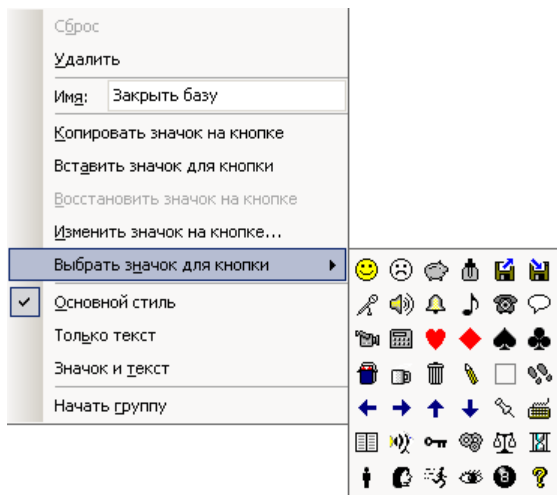 Сброс
Удалить
Имя: Закрыть базу
Копировать значок на кнопке
Вставить значок для кнопки
Восстановить значок на кнопке
Изменить значок на кнопке...
Выбрать значок для кнопки
Основной стиль
Только текст
Значок и текст
Начать группу